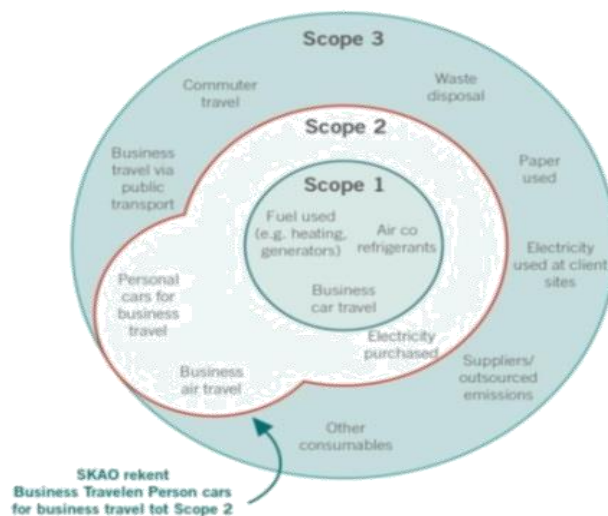 Scope 3
Commuter
travel
Waste
disposal
Scope 2
Business
travel via
public
transport
Paper
used
Scope 1
Fuel used
(e.g. heating,
generators)
Air co
refrigerants
Electricity
used at client
sites
Personal
cars for
business
travel
Business
car travel
Electricity
purchased
Business
air travel
Suppliers/
outsourced
emissions
Other
consumables
SKAO rekent
Business Travelen Person cars
for business travel tot Scope 2